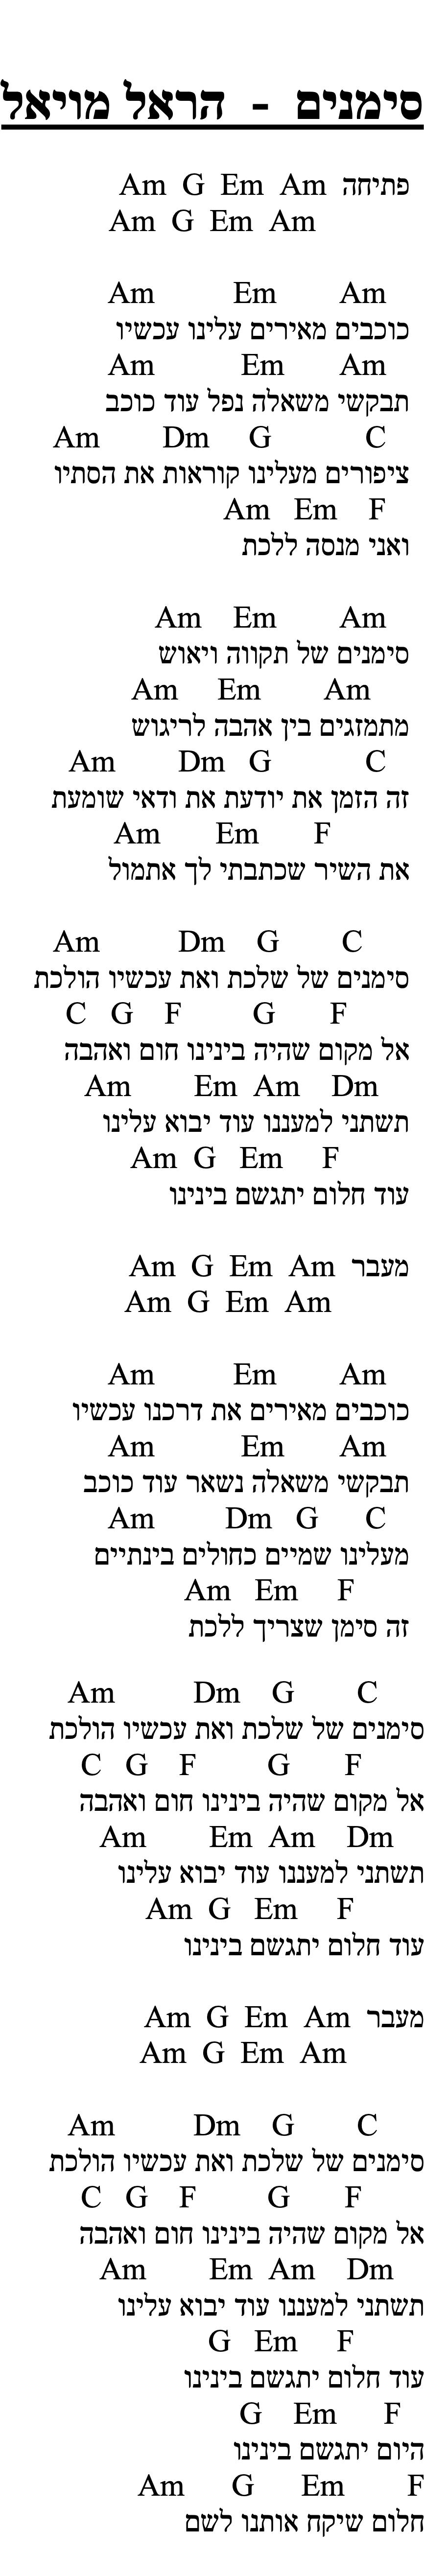 סימנים - הראל מויאל
פתיחה Am G Em Am
Am G Em Am
Am Em Am
כוכבים מאירים עלינו עכשיו
Am Em Am
תבקשי משאלה נפל עוד כוכב
Am Dm G C
ציפורים מעלינו קוראות את הסתיו
Am Em F
ואני מנסה ללכת
Am Em Am
סימנים של תקווה ויאוש
Am Em Am
מתמזגים בין אהבה לריגוש
Am Dm G C
זה הזמן את יודעת את ודאי שומעת
Am Em F
את השיר שכתבתי לך אתמול
Am Dm G C
סימנים של שלכת ואת עכשיו הולכת
C G F G F
אל מקום שהיה בינינו חום ואהבה
Am Em Am Dm
תשתני למעננו עוד יבוא עלינו
Am G Em F
עוד חלום יתגשם בינינו
מעבר Am G Em Am
Am G Em Am
Am Em Am
כוכבים מאירים את דרכנו עכשיו
Am Em Am
תבקשי משאלה נשאר עוד כוכב
Am Dm G C
מעלינו שמיים כחולים בינתיים
Am Em F
זה סימן שצריך ללכת
Am Dm G C
סימנים של שלכת ואת עכשיו הולכת
C G F G F
אל מקום שהיה בינינו חום ואהבה
Am Em Am Dm
תשתני למעננו עוד יבוא עלינו
Am G Em F
עוד חלום יתגשם בינינו
מעבר Am G Em Am
Am G Em Am
Am Dm G C
סימנים של שלכת ואת עכשיו הולכת
C G F G F
אל מקום שהיה בינינו חום ואהבה
Am Em Am Dm
תשתני למעננו עוד יבוא עלינו
G Em F
עוד חלום יתגשם בינינו
G Em F
היום יתגשם בינינו
Am G Em F
חלום שיקח אותנו לשם